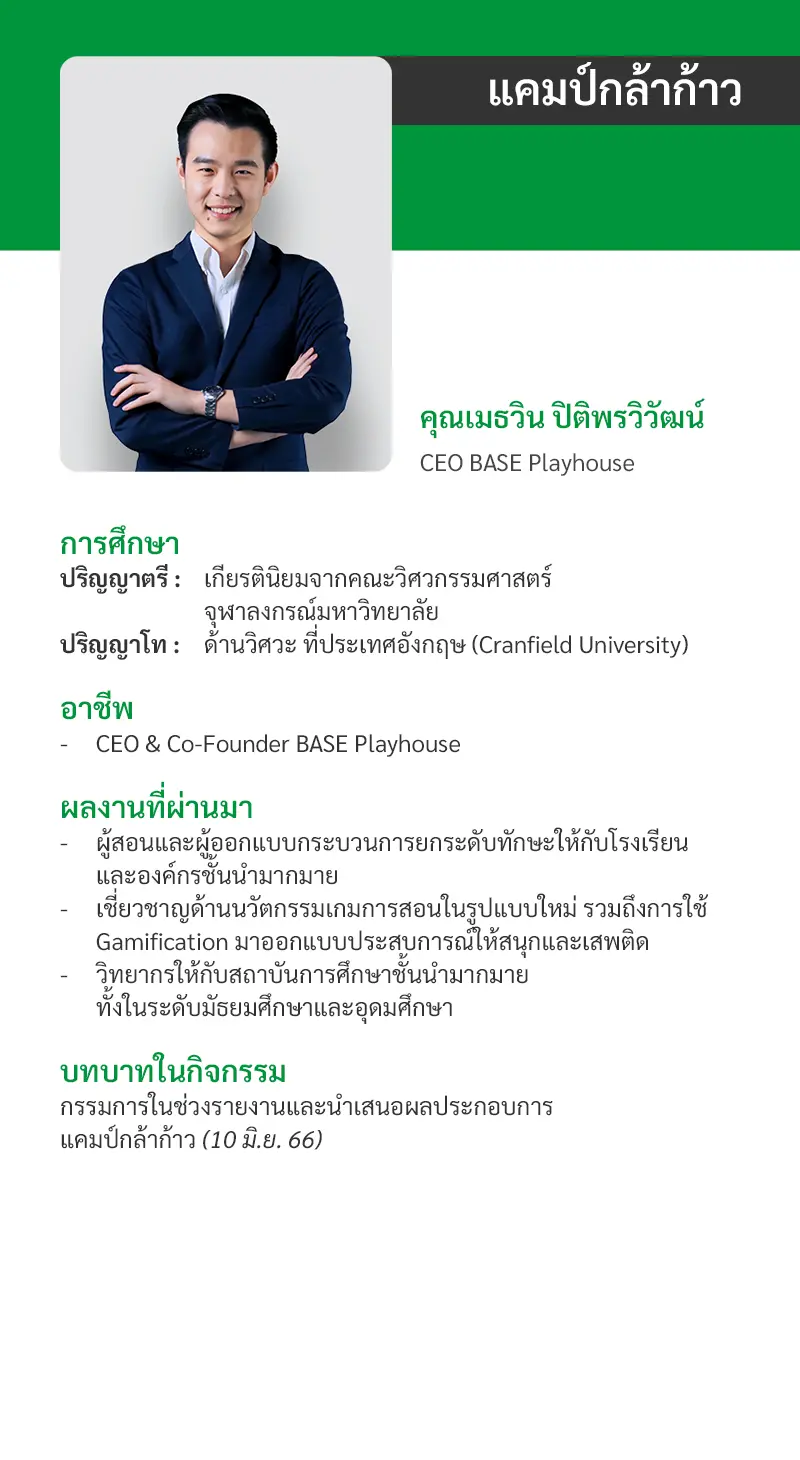 แคมป์กล้าก้าว
คุณเมธวิน ปิติพรวิวัฒน์
CEO BASE Playhouse
การศึกษา
ปริญญาตรี : เกียรตินิยมจากคณะวิศวกรรมศาสตร์
จุฬาลงกรณ์มหาวิทยาลัย
ปริญญาโท : ด้านวิศวะ ที่ประเทศอังกฤษ (Cranfield University)
อาชีพ
- CEO & Co-Founder BASE Playhouse
ผลงานที่ผ่านมา
- ผู้สอนและผู้ออกแบบกระบวนการยกระดับทักษะให้กับโรงเรียน
และองค์กรชั้นนำมากมาย
- เชี่ยวชาญด้านนวัตกรรมเกมการสอนในรูปแบบใหม่ รวมถึงการใช้
Gamification มาออกแบบประสบการณ์ให้สนุกและเสพติด
- วิทยากรให้กับสถาบันการศึกษาชั้นนำมากมาย
ทั้งในระดับมัธยมศึกษาและอุดมศึกษา
บทบาทในกิจกรรม
กรรมการในช่วงรายงานและนำเสนอผลประกอบการ
แคมป์กล้าก้าว (10 มิ.ย. 66)